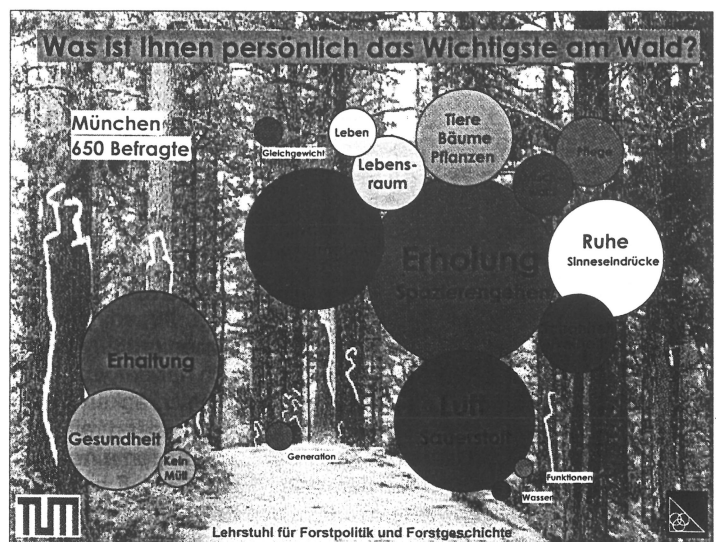 Was ist Ihnen persönlich das Wichtigste am Wald?
München
650 Befragte
Gleichgewicht
Leben
Lebens-
raum
Tiere
Bäume
Pflanzen
Pflege
Ruhe
Sinneseindrücke
Erholung
Spazierengehen
Erhaltung
Gesundheit
Kein
Müll
Luft
Sauerstoff
Generation
Funktionen
Wasser
TUM
Lehrstuhl für Forstpolitik und Forstgeschichte